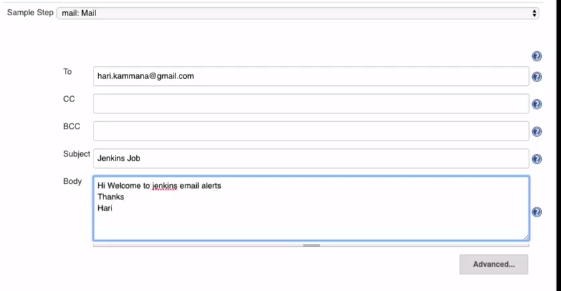 Sample Step mail: Mail
To hari.kammana@gmail.com
CC
BCC
Subject Jenkins Job
Body Hi Welcome to jenkins email alerts
Thanks
Hari
Advanced...